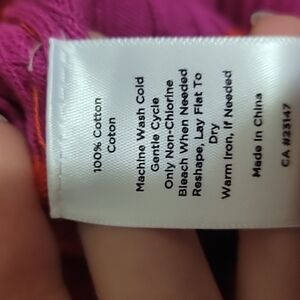 100% Cotton
Coton
Machine Wash Cold
Gentle Cycle
Only Non-Chlorine
Bleach When Needed
Reshape, Lay Flat To
Dry
Warm Iron, If Needed
Made In China
CA #23147